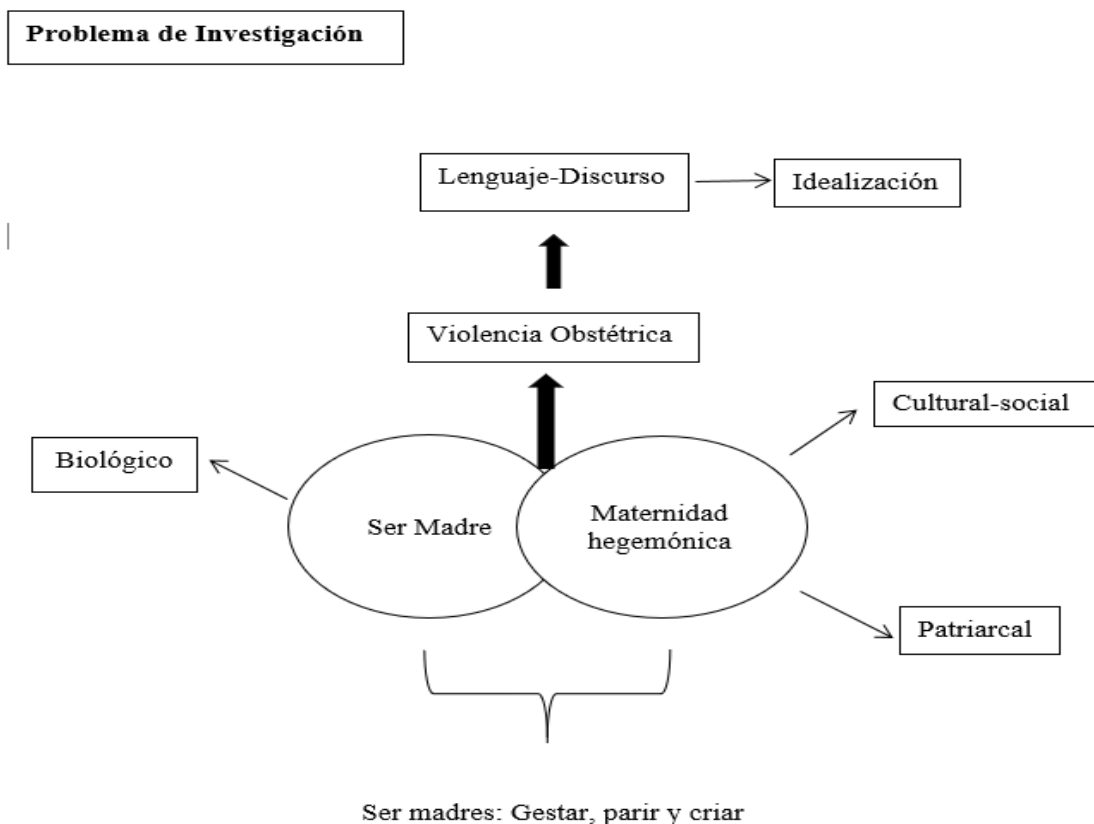 Problema de Investigación
Lenguaje-Discurso
Idealización
Violencia Obstétrica
Cultural-social
Biológico
Ser Madre
Maternidad
hegemónica
Patriarcal
Ser madres: Gestar, parir y criar